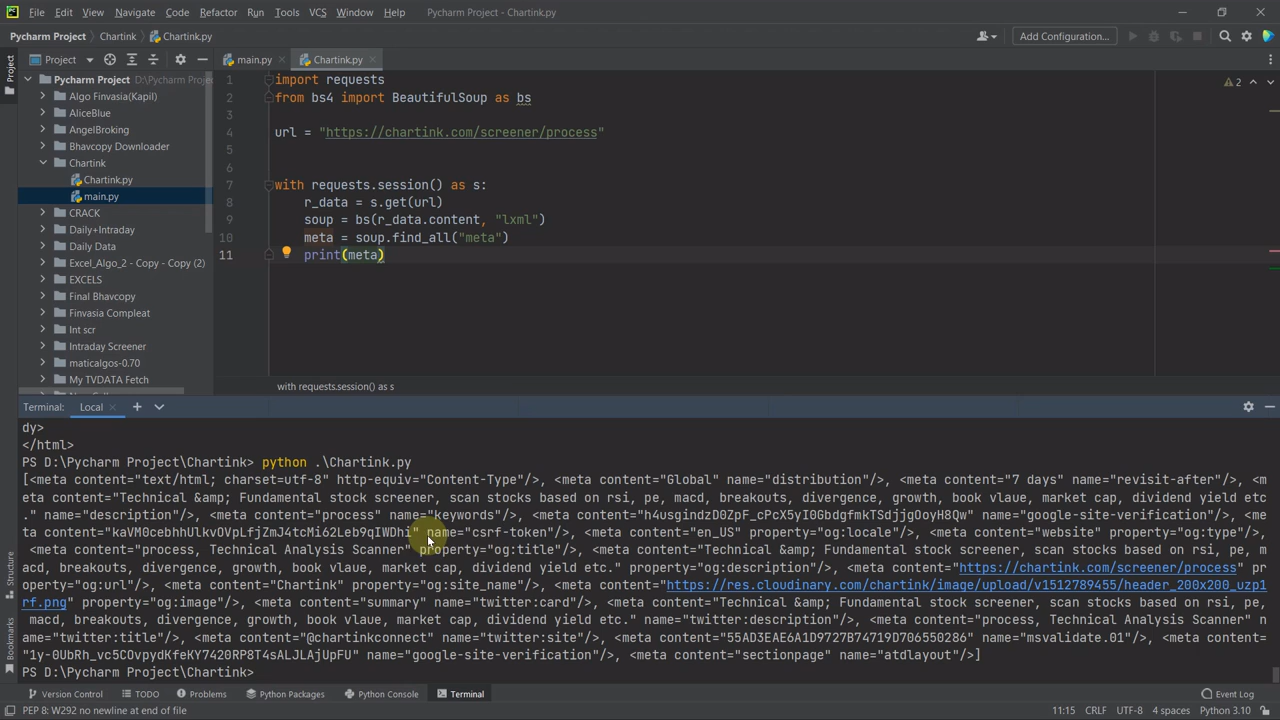 File Edit View Navigate Code Refactor Run Tools VCS Window Help Pycharm Project - Chartink.py
Pycharm Project Chartink Chartink.py Add Configuration...
Project main.py Chartink.py
Pycharm Project D:\Pycharm Proje
Algo Finvasia(Kapil)
AliceBlue
AngelBroking
Bhavcopy Downloader
Chartink
Chartink.py
main.py
CRACK
Daily+Intraday
Daily Data
Excel_Algo_2 - Copy - Copy (2)
EXCELS
Final Bhavcopy
Finvasia Complet
Int scr
Intraday Screener
maticalgos-0.70
My TVDATA Fetch
1 import requests
2 from bs4 import BeautifulSoup as bs
3
4 url = "https://chartink.com/screener/process"
5
6
7 with requests.session() as s:
8 r_data = s.get(url)
9 soup = bs(r_data.content, "lxml")
10 meta = soup.find_all("meta")
11 print(meta)
2
with requests.session() as s
Project
Structure
Bookmarks
Terminal: Local
dy>
</html>
PS D:\Pycharm Project\Chartink> python .\Chartink.py
[<meta content="text/html; charset=utf-8" http-equiv="Content-Type"/>, <meta content="Global" name="distribution"/>, <meta content="7 days" name="revisit-after"/>, <m
eta content="Technical &amp; Fundamental stock screener, scan stocks based on rsi, pe, macd, breakouts, divergence, growth, book vlaue, market cap, dividend yield etc
." name="description"/>, <meta content="process" name="keywords"/>, <meta content="h4usgindzD0ZpF_cPcX5yI0GbdgfmkTSdjjgOoyH8Qw" name="google-site-verification"/>, <me
ta content="kaVM0cebhhUlkvOVpLfjZmJ4tcMi62Leb9qIWDhi" name="csrf-token"/>, <meta content="en_US" property="og:locale"/>, <meta content="website" property="og:type"/>,
<meta content="process, Technical Analysis Scanner" property="og:title"/>, <meta content="Technical &amp; Fundamental stock screener, scan stocks based on rsi, pe, m
acd, breakouts, divergence, growth, book vlaue, market cap, dividend yield etc." property="og:description"/>, <meta content="https://chartink.com/screener/process" pr
operty="og:url"/>, <meta content="Chartink" property="og:site_name"/>, <meta content="https://res.cloudinary.com/chartink/image/upload/v1512789455/header_200x200_uzp1
rf.png" property="og:image"/>, <meta content="summary" name="twitter:card"/>, <meta content="Technical &amp; Fundamental stock screener, scan stocks based on rsi, pe,
macd, breakouts, divergence, growth, book vlaue, market cap, dividend yield etc." name="twitter:description"/>, <meta content="process, Technical Analysis Scanner" n
ame="twitter:title"/>, <meta content="@chartinkconnect" name="twitter:site"/>, <meta content="55AD3EAE6A1D9727B74719D706550286" name="msvalidate.01"/>, <meta content=
"1y-0UbRh_vc5COvpydKfeKY7420RP8T4sALJLAjUpFU" name="google-site-verification"/>, <meta content="sectionpage" name="atdlayout"/>]
PS D:\Pycharm Project\Chartink>
Version Control TODO Problems Python Packages Python Console Terminal Event Log
PEP 8: W292 no newline at end of file 11:15 CRLF UTF-8 4 spaces Python 3.10